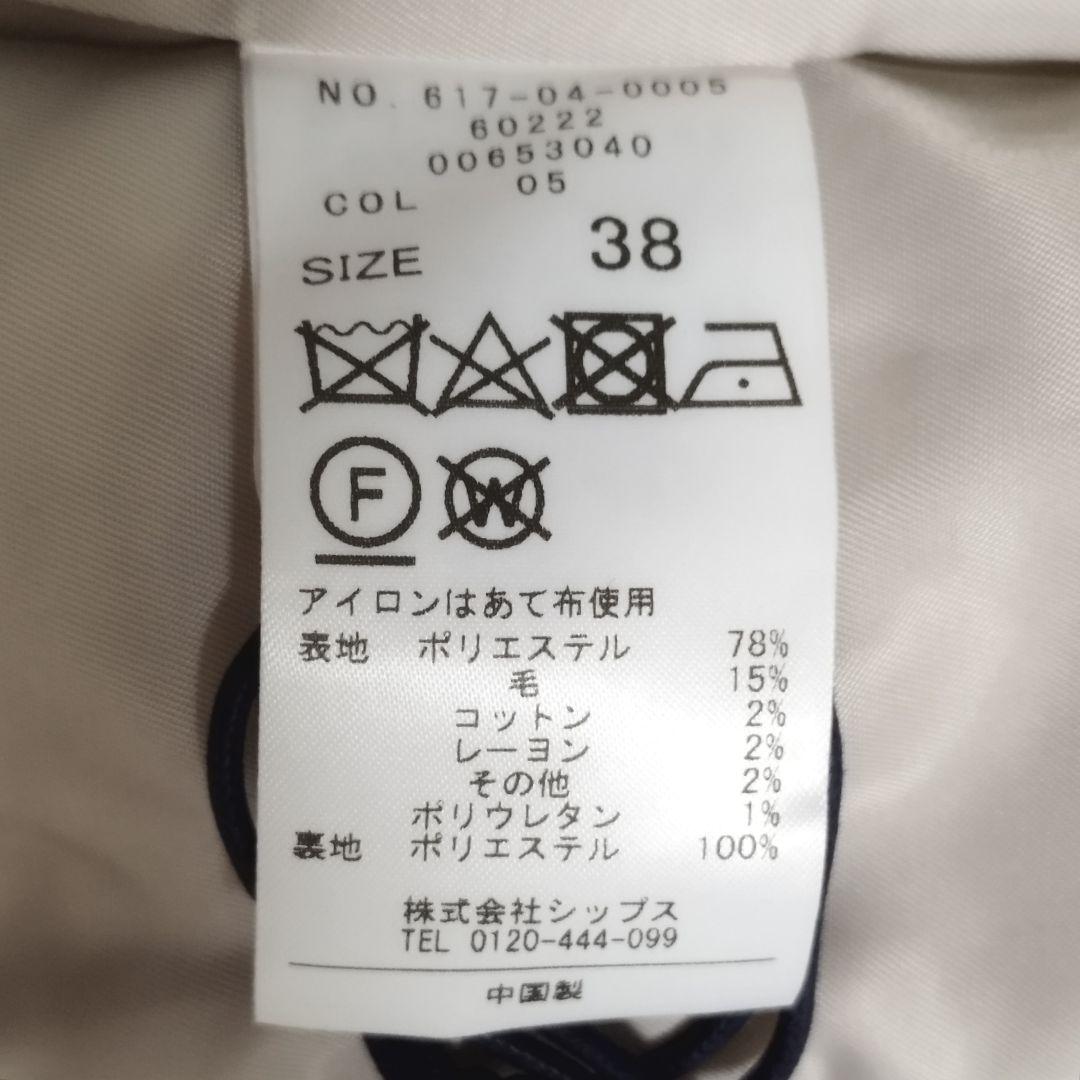 NO. 617-04-0005
60222
00653040
COL 05
SIZE 38
F
W
アイロンはあて布使用
表地 ポリエステル 78%
毛 15%
コットン 2%
レーヨン 2%
その他 2%
ポリウレタン 1%
裏地 ポリエステル 100%
株式会社シップス
TEL 0120-444-099
中国製